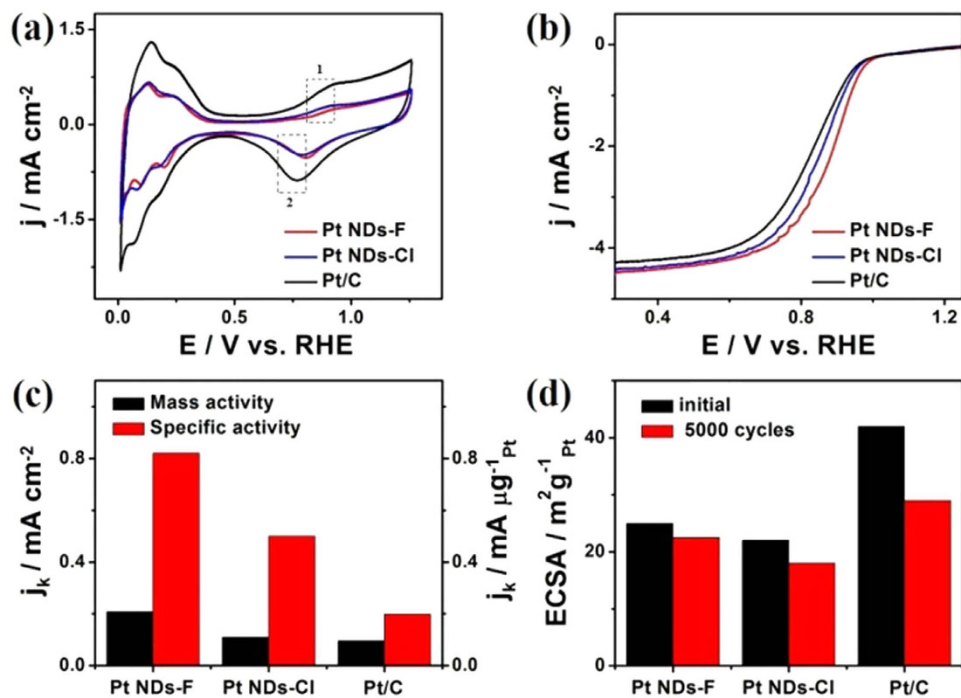 (a)
1.5
0.0
-1.5
j / mA cm⁻²
1
2
Pt NDs-F
Pt NDs-Cl
Pt/C
0.0 0.5 1.0
E / V vs. RHE
(b)
0
-2
-4
j / mA cm⁻²
Pt NDs-F
Pt NDs-Cl
Pt/C
0.4 0.8 1.2
E / V vs. RHE
(c)
Mass activity
Specific activity
0.8
0.4
0.0
jₖ / mA cm⁻²
0.8
0.4
0.0
jₖ / mA μg⁻¹Pt
Pt NDs-F Pt NDs-Cl Pt/C
(d)
initial
5000 cycles
40
20
0
ECSA / m²g⁻¹Pt
Pt NDs-F Pt NDs-Cl Pt/C